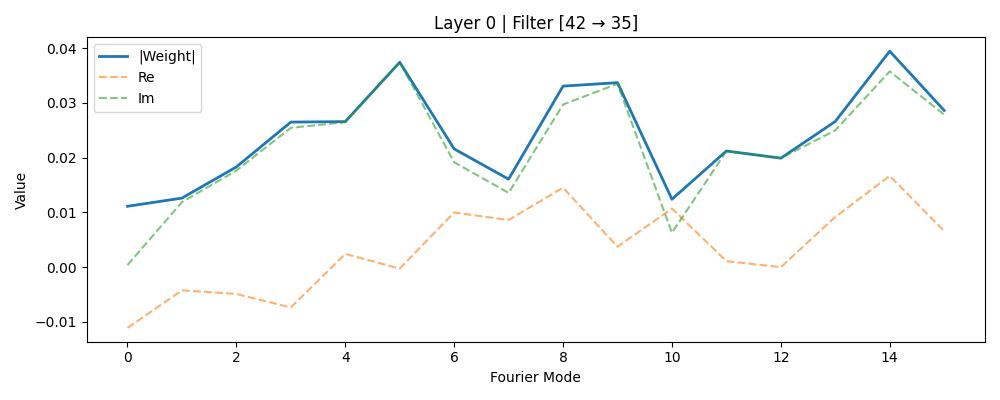 Layer 0 | Filter [42 → 35]
|Weight|
Re
Im
0.04
0.03
0.02
0.01
0.00
−0.01
Value
0 2 4 6 8 10 12 14
Fourier Mode